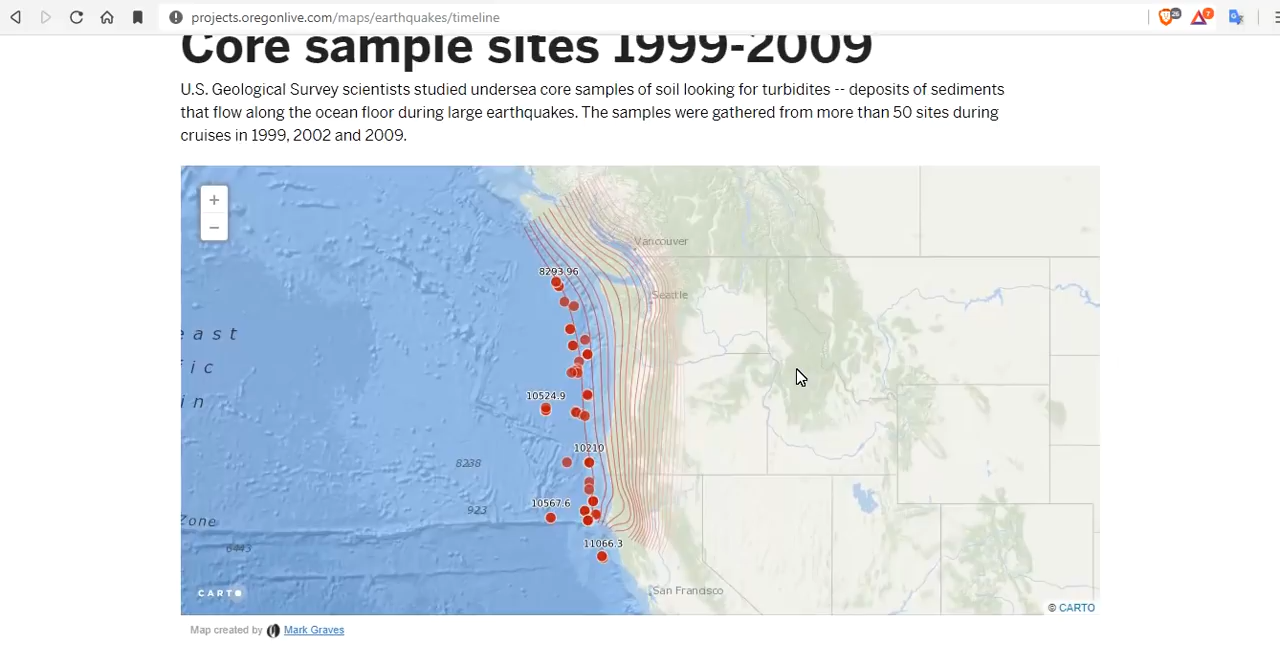 projects.oregonlive.com/maps/earthquakes/timeline
26
7
Core sample sites 1999-2009
U.S. Geological Survey scientists studied undersea core samples of soil looking for turbidites -- deposits of sediments
that flow along the ocean floor during large earthquakes. The samples were gathered from more than 50 sites during
cruises in 1999, 2002 and 2009.
+
−
Vancouver
8293.96
Seattle
east
ic
in
10524.9
10210
8238
10567.6
923
Zone
6443
11066.3
San Francisco
CARTO
© CARTO
Map created by Mark Graves